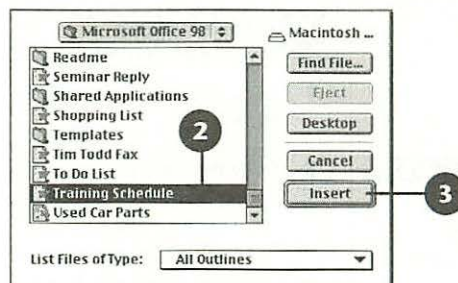 Microsoft Office 98
Macintosh ...
Readme
Seminar Reply
Shared Applications
Shopping List
Templates
Tim Todd Fax
To Do List
Training Schedule
Used Car Parts
Find File...
Eject
Desktop
Cancel
Insert
2
3
List Files of Type: All Outlines